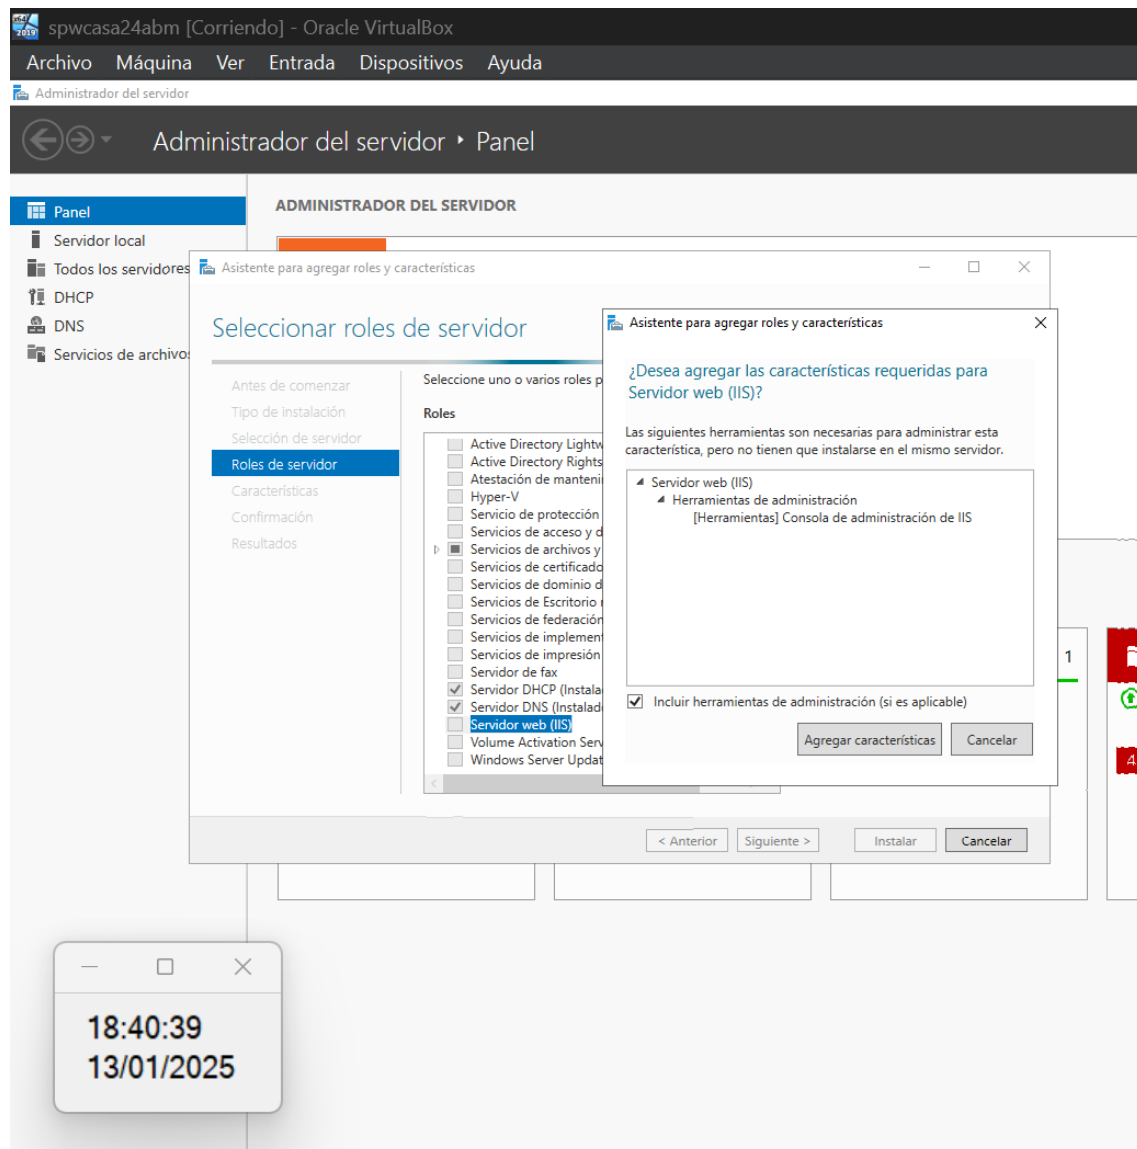 spwcasa24abm [Corriendo] - Oracle VirtualBox
Archivo Máquina Ver Entrada Dispositivos Ayuda
Administrador del servidor
Administrador del servidor ‣ Panel
Panel
Servidor local
Todos los servidores
DHCP
DNS
Servicios de archivos
ADMINISTRADOR DEL SERVIDOR
Asistente para agregar roles y características
Seleccionar roles de servidor
Antes de comenzar
Tipo de instalación
Selección de servidor
Roles de servidor
Características
Confirmación
Resultados
Seleccione uno o varios roles p
Roles
Active Directory Lightw
Active Directory Rights
Atestación de manteni
Hyper-V
Servicio de protección
Servicios de acceso y d
Servicios de archivos y
Servicios de certificado
Servicios de dominio d
Servicios de Escritorio r
Servicios de federación
Servicios de implement
Servicios de impresión
Servidor de fax
Servidor DHCP (Instala
Servidor DNS (Instalad
Servidor web (IIS)
Volume Activation Serv
Windows Server Updat
< Anterior Siguiente > Instalar Cancelar
Asistente para agregar roles y características
¿Desea agregar las características requeridas para
Servidor web (IIS)?
Las siguientes herramientas son necesarias para administrar esta
característica, pero no tienen que instalarse en el mismo servidor.
Servidor web (IIS)
Herramientas de administración
[Herramientas] Consola de administración de IIS
Incluir herramientas de administración (si es aplicable)
Agregar características Cancelar
1
4
18:40:39
13/01/2025